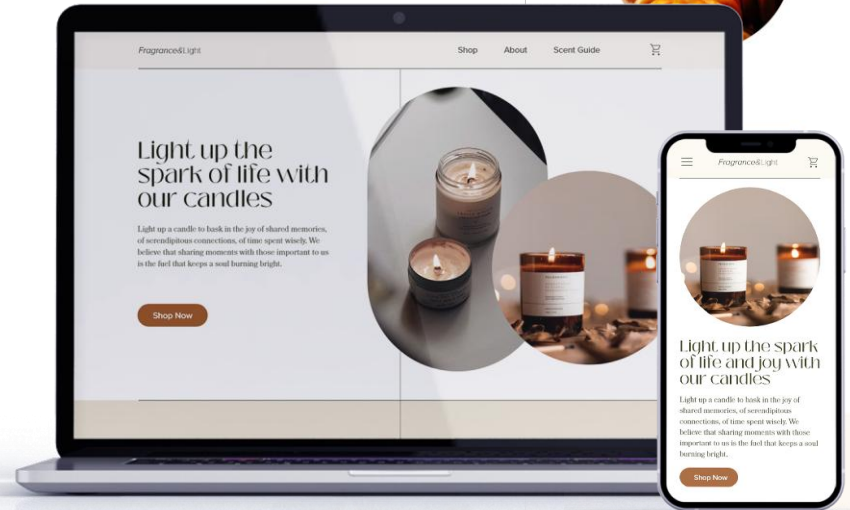 Fragrance&Light
Shop About Scent Guide
Light up the
spark of life with
our candles
Light up a candle to bask in the joy of shared memories,
of serendipitous connections, of time spent wisely. We
believe that sharing moments with those important to us
is the fuel that keeps a soul burning bright.
Shop Now
Fragrance&Light
Light up the spark
of life and joy with
our candles
Light up a candle to bask in the joy of
shared memories, of serendipitous
connections, of time spent wisely. We
believe that sharing moments with those
important to us is the fuel that keeps a soul
burning bright.
Shop Now